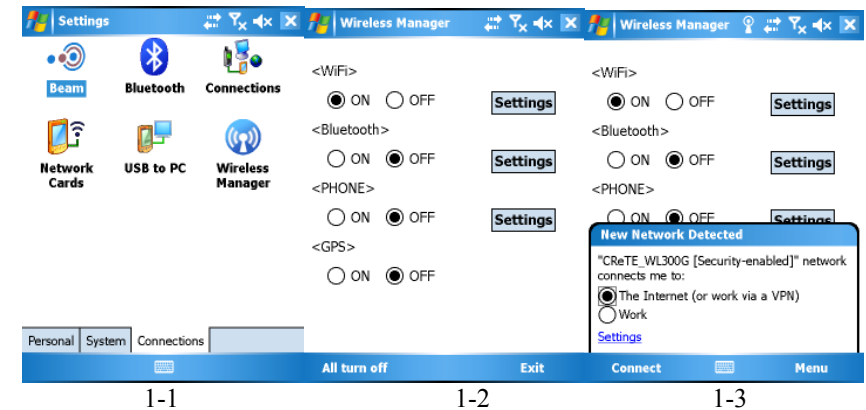 Settings
Beam
Bluetooth
Connections
Network Cards
USB to PC
Wireless Manager
Personal
System
Connections
1-1
Wireless Manager
<WiFi>
ON OFF Settings
<Bluetooth>
ON OFF Settings
<PHONE>
ON OFF Settings
<GPS>
ON OFF
All turn off Exit
1-2
Wireless Manager
<WiFi>
ON OFF Settings
<Bluetooth>
ON OFF Settings
<PHONE>
ON OFF Settings
New Network Detected
"CReTE_WL300G [Security-enabled]" network
connects me to:
The Internet (or work via a VPN)
Work
Settings
Connect Menu
1-3